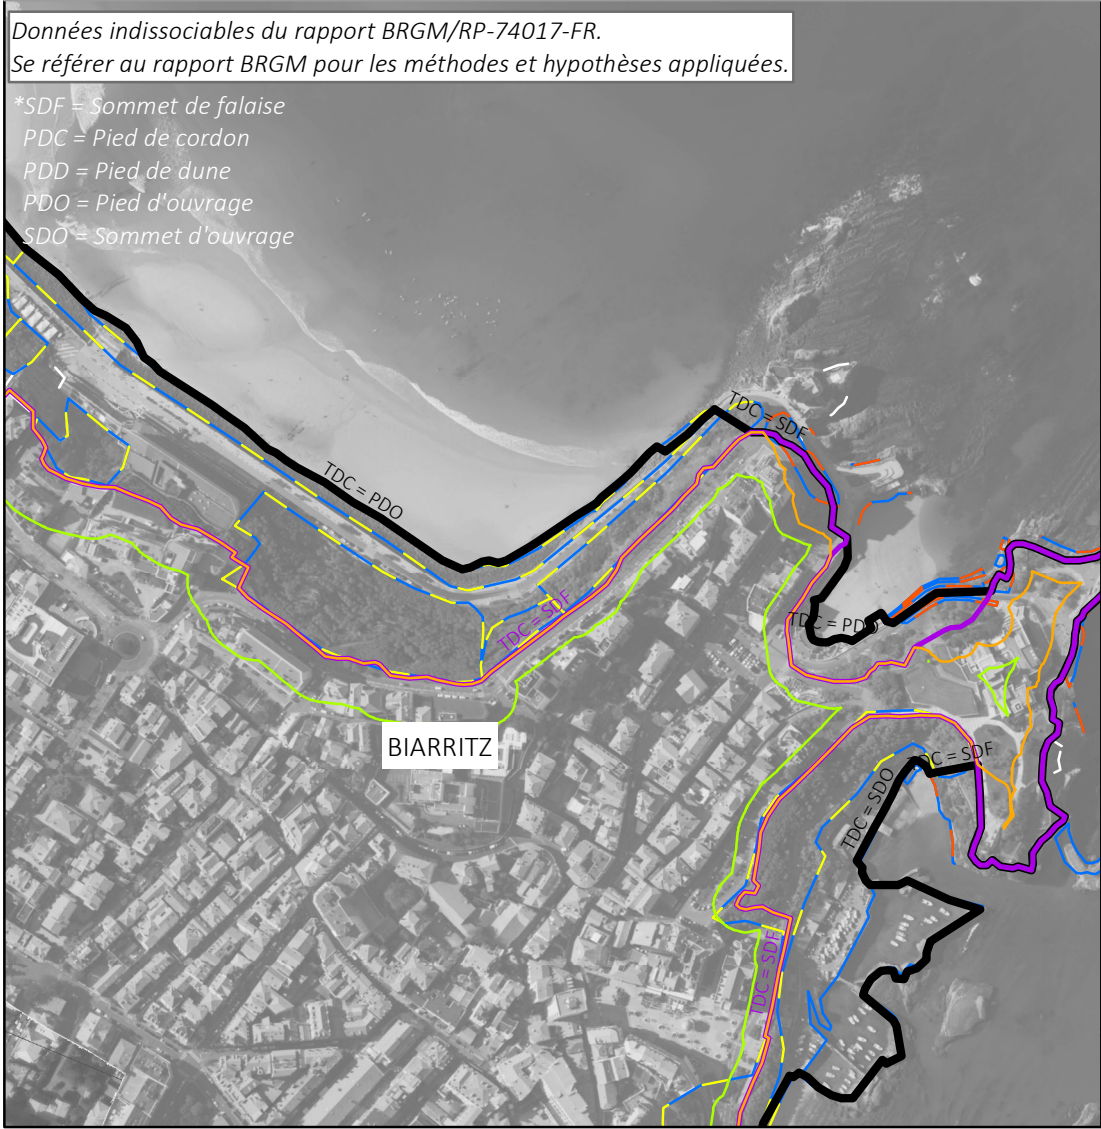 Données indissociables du rapport BRGM/RP-74017-FR.
Se référer au rapport BRGM pour les méthodes et hypothèses appliquées.
*SDF = Sommet de falaise
PDC = Pied de cordon
PDD = Pied de dune
PDO = Pied d'ouvrage
SDO = Sommet d'ouvrage
TDC = SDF
TDC = PDO
TDC = SDF
TDC = PDO
BIARRITZ
TDC = SDF
TDC = SDO
TDC = SDF